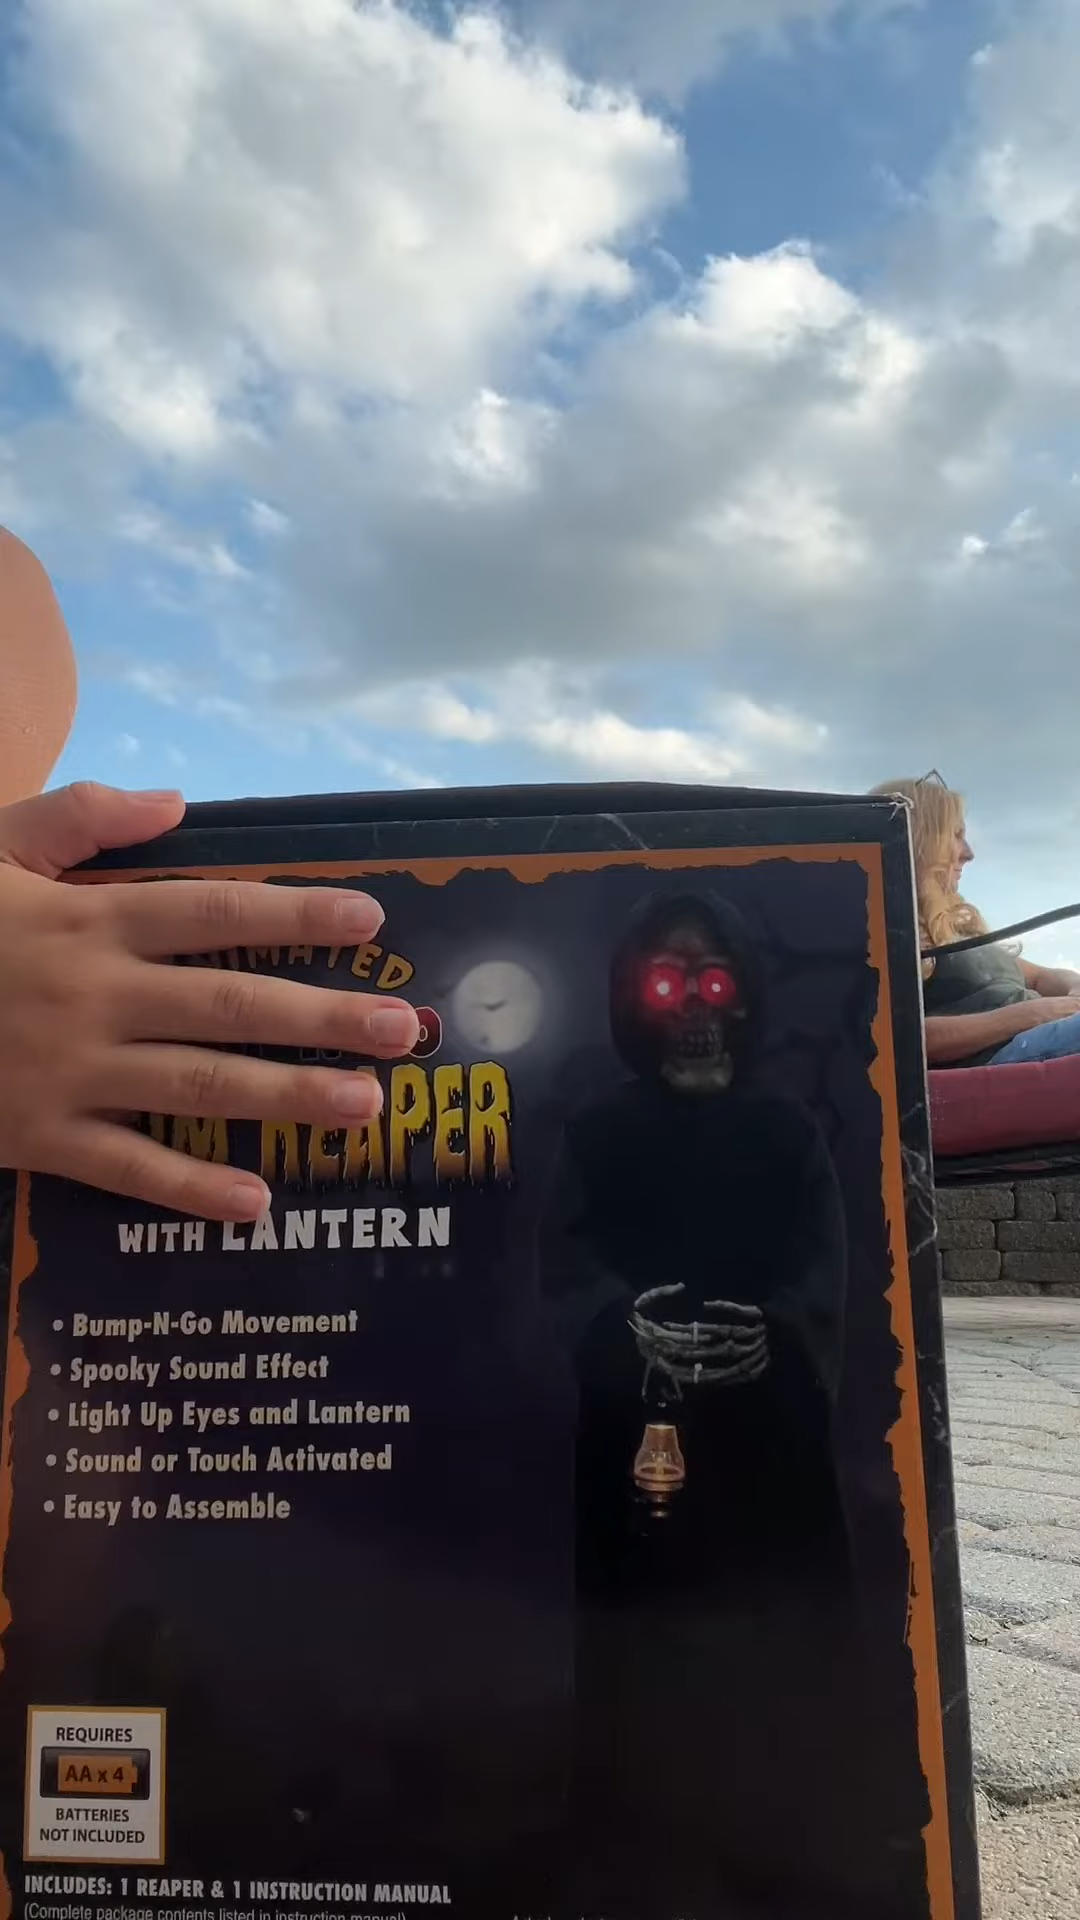 REAPER
WITH LANTERN
• Bump-N-Go Movement
• Spooky Sound Effect
• Light Up Eyes and Lantern
• Sound or Touch Activated
• Easy to Assemble
REQUIRES
AA x 4
BATTERIES
NOT INCLUDED
INCLUDES: 1 REAPER & 1 INSTRUCTION MANUAL
(Complete package contents listed in instruction manual)